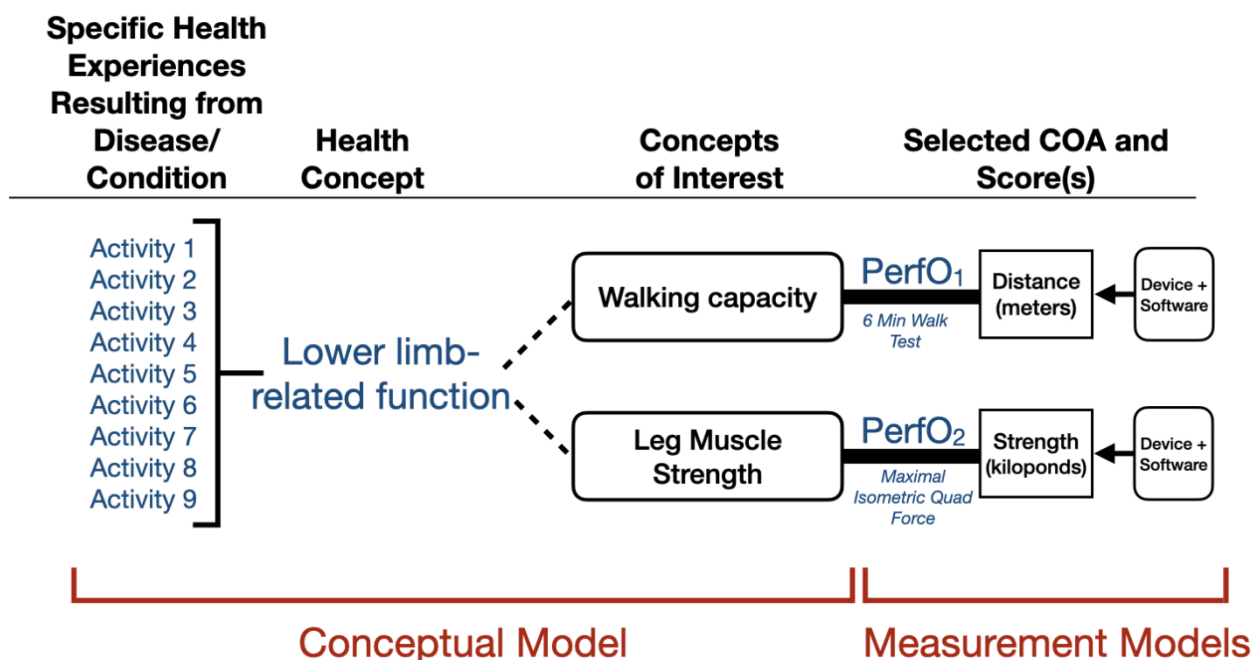 Specific Health
Experiences
Resulting from
Disease/
Condition
Health
Concept
Concepts
of Interest
Selected COA and
Score(s)
Activity 1
Activity 2
Activity 3
Activity 4
Activity 5
Activity 6
Activity 7
Activity 8
Activity 9
Lower limb-
related function
Walking capacity
PerfO1
6 Min Walk
Test
Distance
(meters)
Device +
Software
Leg Muscle
Strength
PerfO2
Maximal
Isometric Quad
Force
Strength
(kiloponds)
Device +
Software
Conceptual Model
Measurement Models